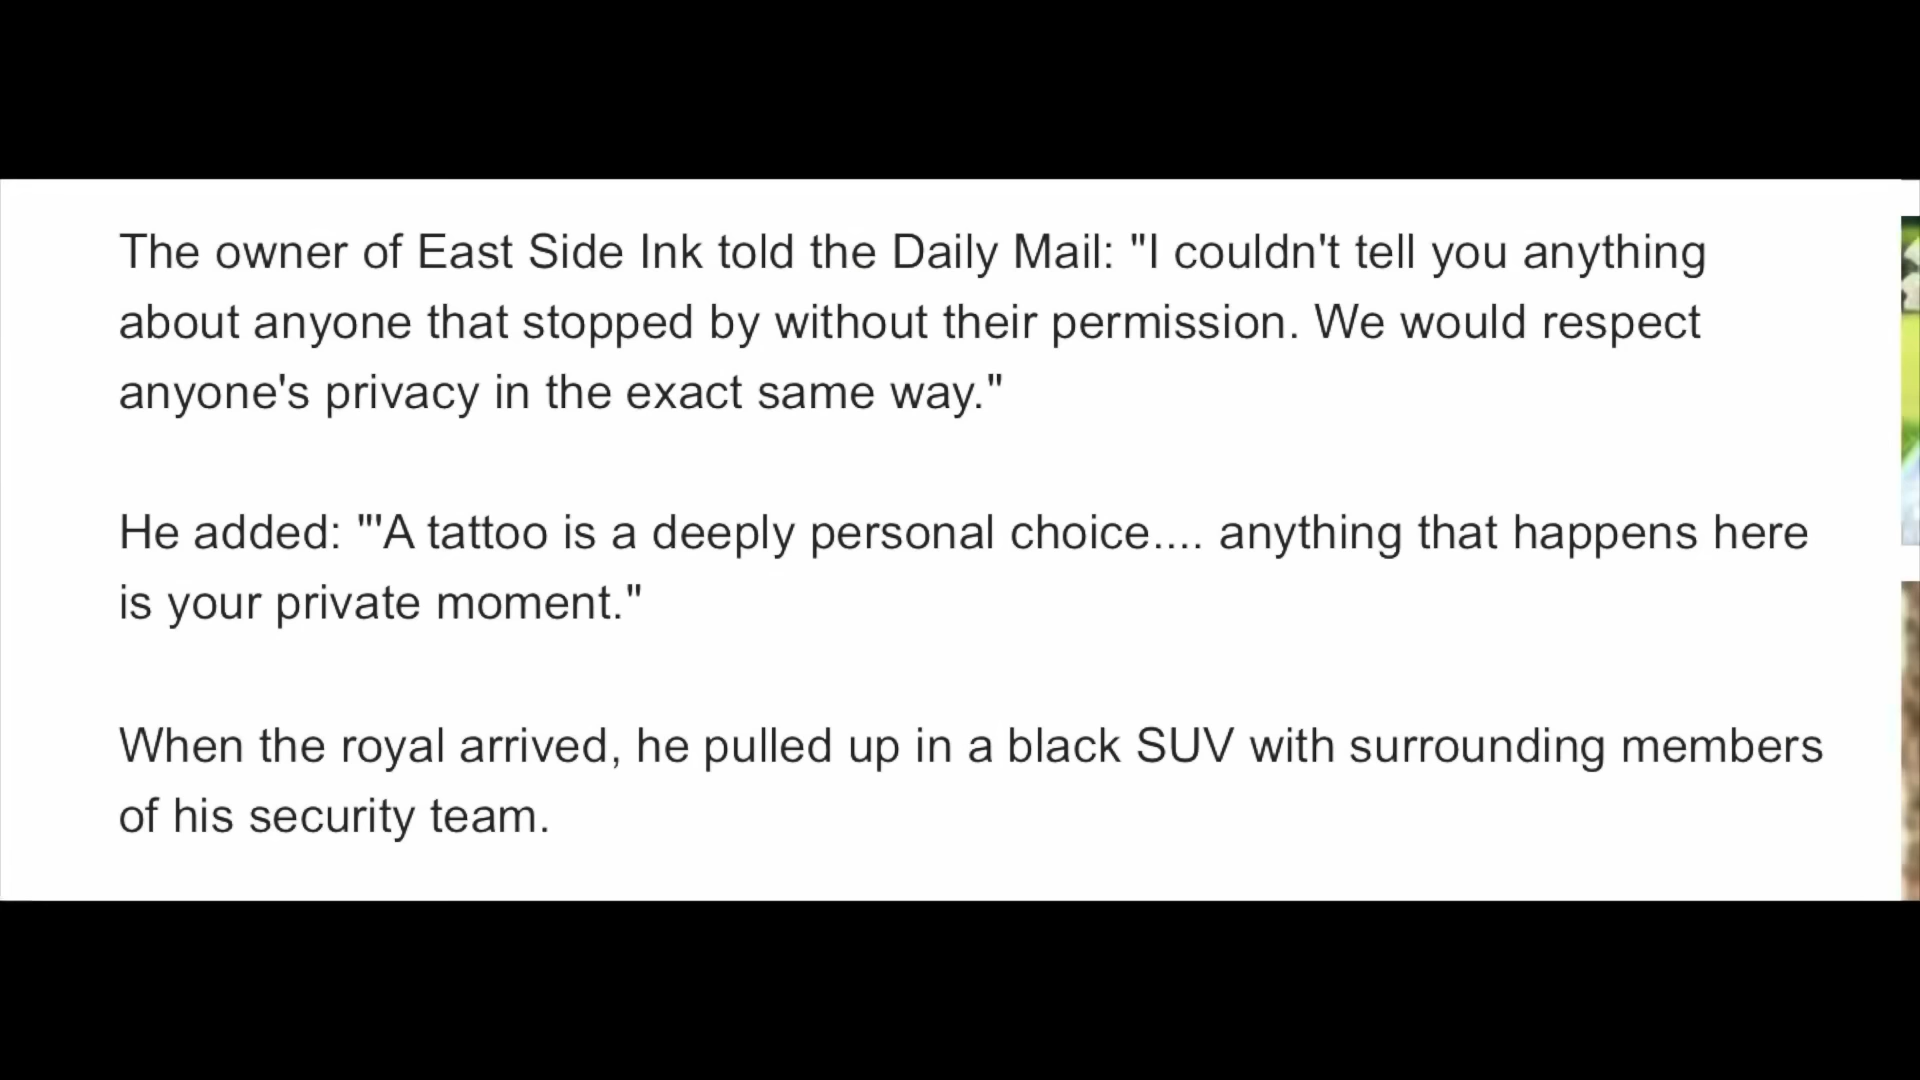 The owner of East Side Ink told the Daily Mail: "I couldn't tell you anything
about anyone that stopped by without their permission. We would respect
anyone's privacy in the exact same way."
He added: "'A tattoo is a deeply personal choice.... anything that happens here
is your private moment."
When the royal arrived, he pulled up in a black SUV with surrounding members
of his security team.